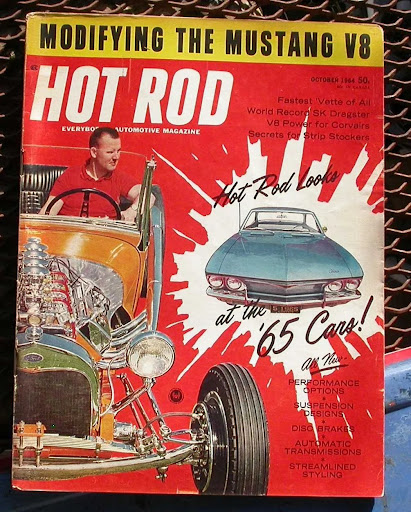 MODIFYING THE MUSTANG V8
HOT ROD
OCTOBER 1964 50¢
EVERYBODY'S AUTOMOTIVE MAGAZINE
Fastest 'Vette of All
World Record SK Dragster
V8 Power for Corvairs
Secrets for Strip Stockers
Hot Rod Looks
at the
'65 Cars!
All New..
PERFORMANCE
OPTIONS
SUSPENSION
DESIGNS
DISC BRAKES
AUTOMATIC
TRANSMISSIONS
STREAMLINED
STYLING